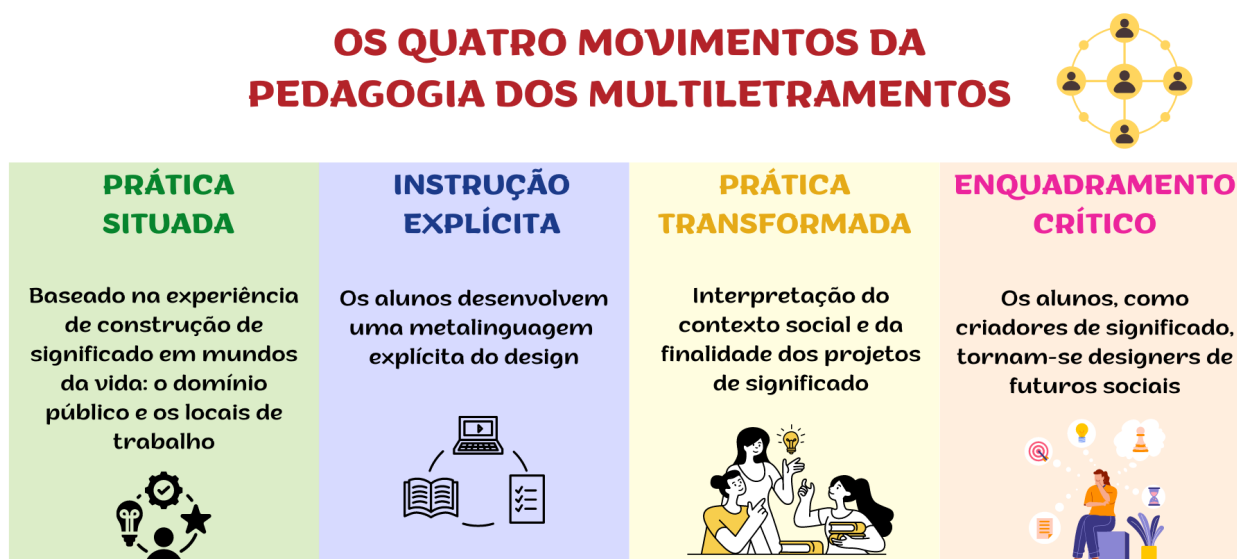 OS QUATRO MOVIMENTOS DA
PEDAGOGIA DOS MULTILETRAMENTOS
PRÁTICA
SITUADA
Baseado na experiência
de construção de
significado em mundos
da vida: o domínio
público e os locais de
trabalho
INSTRUÇÃO
EXPLÍCITA
Os alunos desenvolvem
uma metalinguagem
explícita do design
PRÁTICA
TRANSFORMADA
Interpretação do
contexto social e da
finalidade dos projetos
de significado
ENQUADRAMENTO
CRÍTICO
Os alunos, como
criadores de significado,
tornam-se designers de
futuros sociais